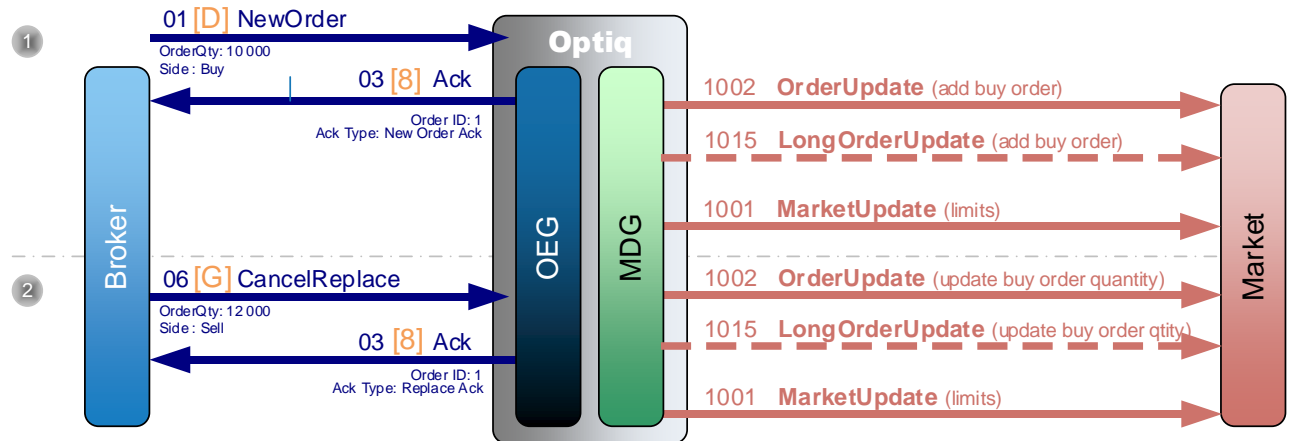 1
01 [D] NewOrder
OrderQty: 10 000
Side : Buy
03 [8] Ack
Order ID: 1
Ack Type: New Order Ack
Optiq
1002 OrderUpdate (add buy order)
1015 LongOrderUpdate (add buy order)
1001 MarketUpdate (limits)
Broker
OEG
MDG
Market
2
06 [G] CancelReplace
OrderQty: 12 000
Side : Sell
03 [8] Ack
Order ID: 1
Ack Type: Replace Ack
1002 OrderUpdate (update buy order quantity)
1015 LongOrderUpdate (update buy order qtity)
1001 MarketUpdate (limits)